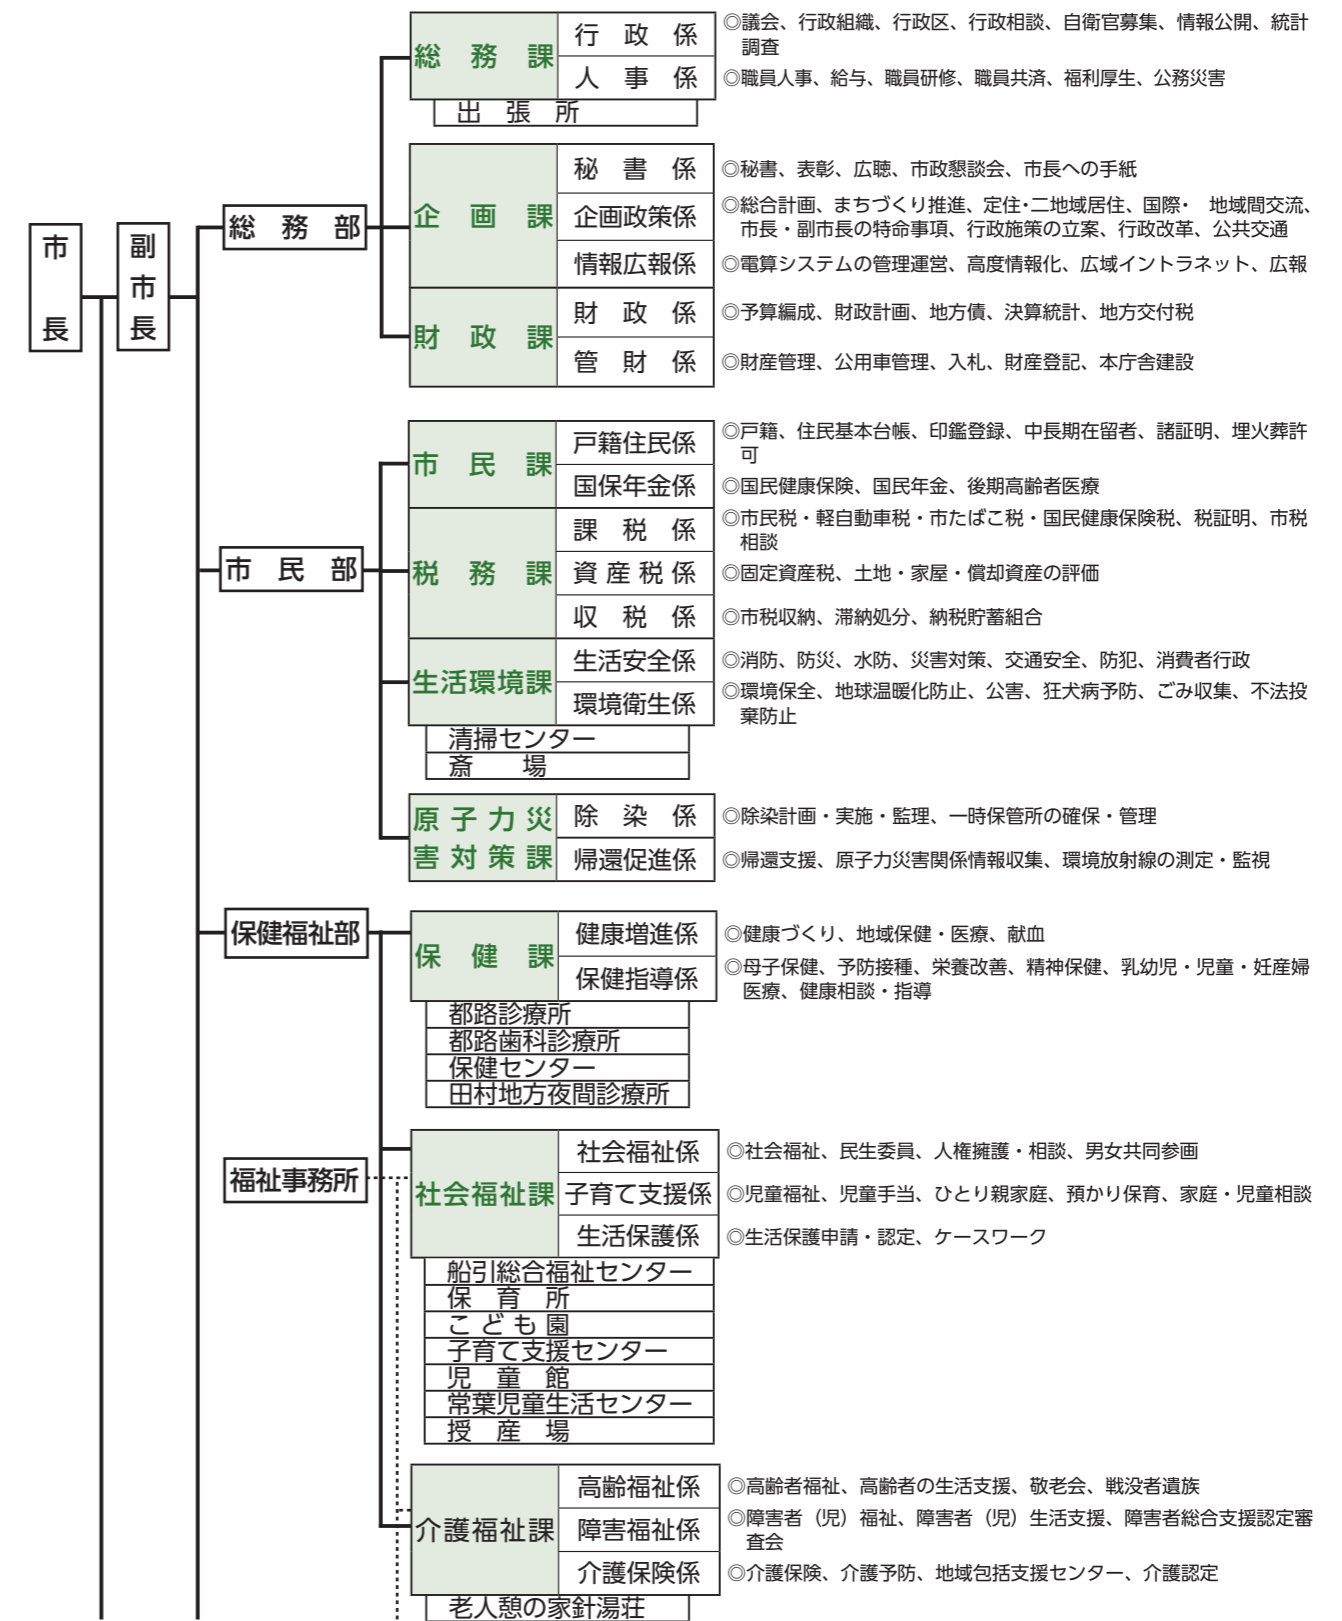 市長
副市長
総務部
総務課
行政係
◎議会、行政組織、行政区、行政相談、自衛官募集、情報公開、統計
調査
人事係
◎職員人事、給与、職員研修、職員共済、福利厚生、公務災害
出張所
企画課
秘書係
◎秘書、表彰、広聴、市政懇談会、市長への手紙
企画政策係
◎総合計画、まちづくり推進、定住・二地域居住、国際・ 地域間交流、
市長・副市長の特命事項、行政施策の立案、行政改革、公共交通
情報広報係
◎電算システムの管理運営、高度情報化、広域イントラネット、広報
財政課
財政係
◎予算編成、財政計画、地方債、決算統計、地方交付税
管財係
◎財産管理、公用車管理、入札、財産登記、本庁舎建設
市民部
市民課
戸籍住民係
◎戸籍、住民基本台帳、印鑑登録、中長期在留者、諸証明、埋火葬許
可
国保年金係
◎国民健康保険、国民年金、後期高齢者医療
税務課
課税係
◎市民税・軽自動車税・市たばこ税・国民健康保険税、税証明、市税
相談
資産税係
◎固定資産税、土地・家屋・償却資産の評価
収税係
◎市税収納、滞納処分、納税貯蓄組合
生活環境課
生活安全係
◎消防、防災、水防、災害対策、交通安全、防犯、消費者行政
環境衛生係
◎環境保全、地球温暖化防止、公害、狂犬病予防、ごみ収集、不法投
棄防止
清掃センター
斎場
原子力災
害対策課
除染係
◎除染計画・実施・監理、一時保管所の確保・管理
帰還促進係
◎帰還支援、原子力災害関係情報収集、環境放射線の測定・監視
保健福祉部
保健課
健康増進係
◎健康づくり、地域保健・医療、献血
保健指導係
◎母子保健、予防接種、栄養改善、精神保健、乳幼児・児童・妊産婦
医療、健康相談・指導
都路診療所
都路歯科診療所
保健センター
田村地方夜間診療所
福祉事務所
社会福祉課
社会福祉係
◎社会福祉、民生委員、人権擁護・相談、男女共同参画
子育て支援係
◎児童福祉、児童手当、ひとり親家庭、預かり保育、家庭・児童相談
生活保護係
◎生活保護申請・認定、ケースワーク
船引総合福祉センター
保育所
こども園
子育て支援センター
児童館
常葉児童生活センター
授産場
介護福祉課
高齢福祉係
◎高齢者福祉、高齢者の生活支援、敬老会、戦没者遺族
障害福祉係
◎障害者（児）福祉、障害者（児）生活支援、障害者総合支援認定審
査会
介護保険係
◎介護保険、介護予防、地域包括支援センター、介護認定
老人憩の家針湯荘